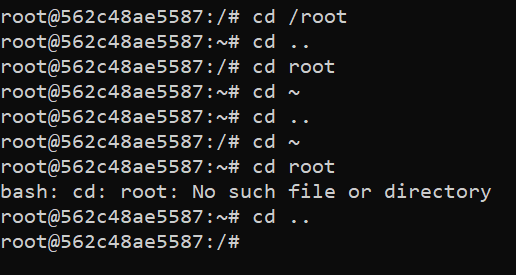 root@562c48ae5587:/# cd /root
root@562c48ae5587:~# cd ..
root@562c48ae5587:/# cd root
root@562c48ae5587:~# cd ~
root@562c48ae5587:~# cd ..
root@562c48ae5587:/# cd ~
root@562c48ae5587:~# cd root
bash: cd: root: No such file or directory
root@562c48ae5587:~# cd ..
root@562c48ae5587:/#